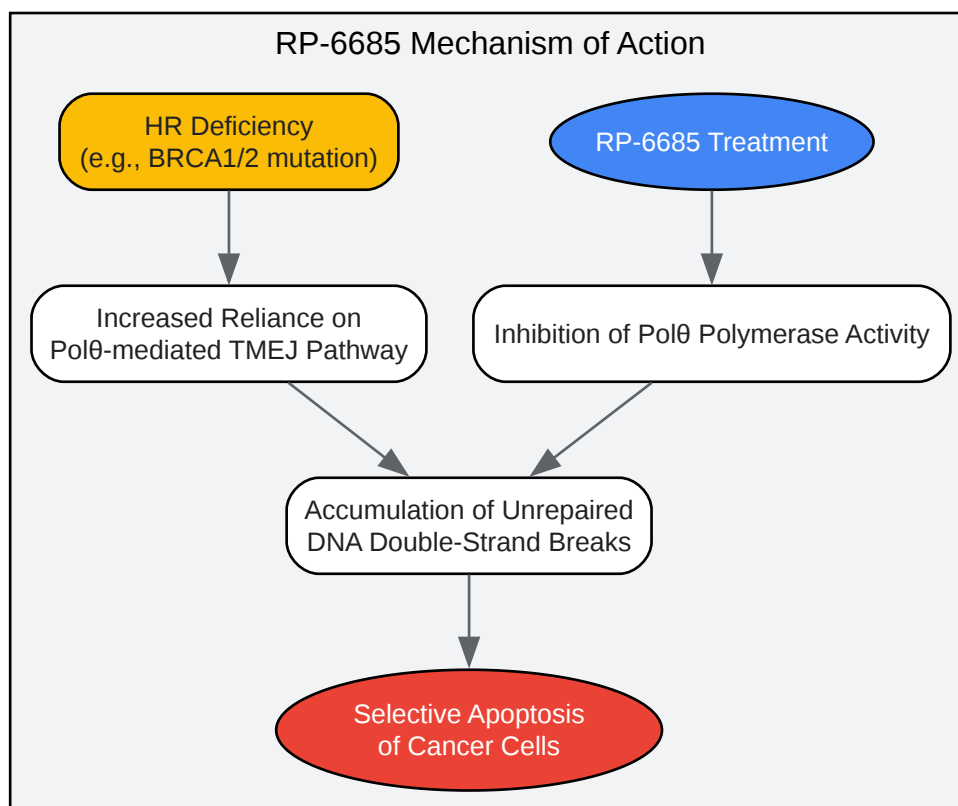 RP-6685 Mechanism of Action
HR Deficiency
(e.g., BRCA1/2 mutation)
RP-6685 Treatment
Increased Reliance on
Polθ-mediated TMEJ Pathway
Inhibition of Polθ Polymerase Activity
Accumulation of Unrepaired
DNA Double-Strand Breaks
Selective Apoptosis
of Cancer Cells